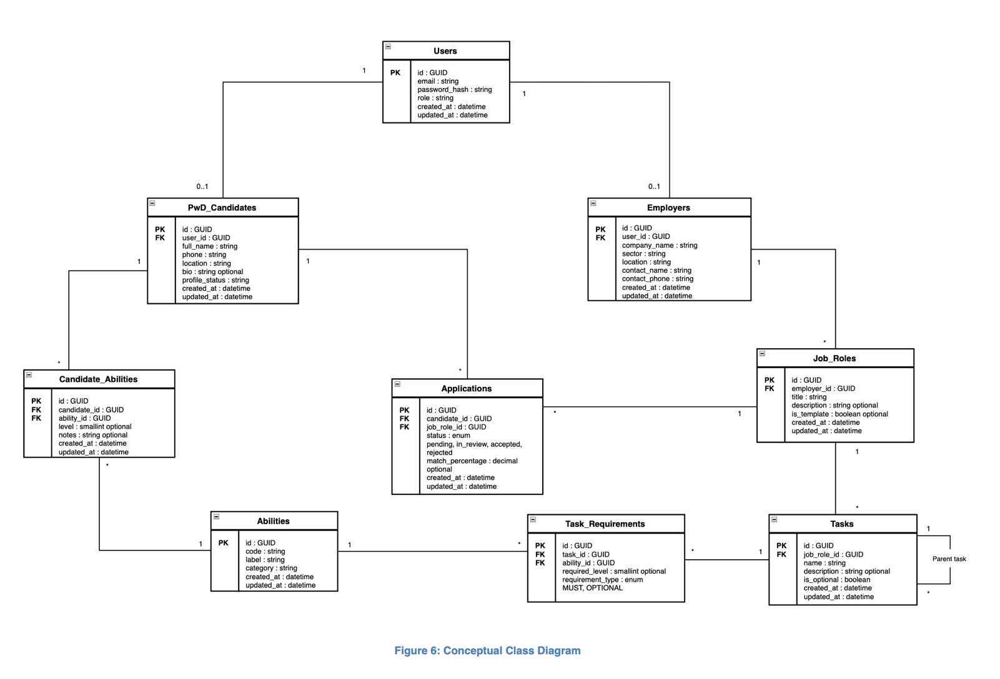 Users
PK
id : GUID
email : string
password_hash : string
role : string
created_at : datetime
updated_at : datetime
1
1
0..1
0..1
PwD_Candidates
PK
FK
id : GUID
user_id : GUID
full_name : string
phone : string
location : string
bio : string optional
profile_status : string
created_at : datetime
updated_at : datetime
1
1
Employers
PK
FK
id : GUID
user_id : GUID
company_name : string
sector : string
location : string
contact_name : string
contact_phone : string
created_at : datetime
updated_at : datetime
1
*
*
*
Candidate_Abilities
PK
FK
FK
id : GUID
candidate_id : GUID
ability_id : GUID
level : smallint optional
notes : string optional
created_at : datetime
updated_at : datetime
*
Applications
PK
FK
FK
id : GUID
candidate_id : GUID
job_role_id : GUID
status : enum
pending, in_review, accepted,
rejected
match_percentage : decimal
optional
created_at : datetime
updated_at : datetime
*
1
Job_Roles
PK
FK
id : GUID
employer_id : GUID
title : string
description : string optional
is_template : boolean optional
created_at : datetime
updated_at : datetime
1
*
Abilities
PK
id : GUID
code : string
label : string
category : string
created_at : datetime
updated_at : datetime
1
1
*
Task_Requirements
PK
FK
FK
id : GUID
task_id : GUID
ability_id : GUID
required_level : smallint optional
requirement_type : enum
MUST, OPTIONAL
*
1
Tasks
PK
FK
id : GUID
job_role_id : GUID
name : string
description : string optional
is_optional : boolean
created_at : datetime
updated_at : datetime
1
Parent task
*
Figure 6: Conceptual Class Diagram